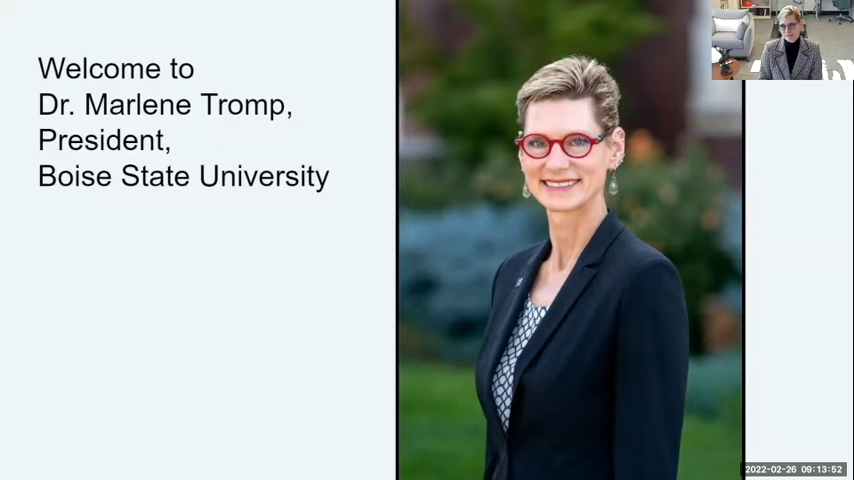 Welcome to
Dr. Marlene Tromp,
President,
Boise State University
2022-02-26 09:13:52